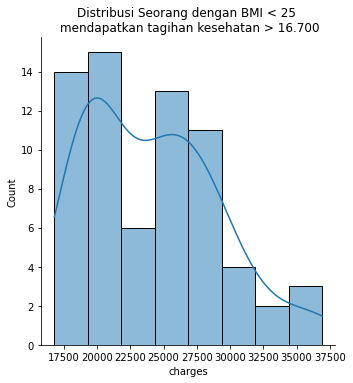 Distribusi Seorang dengan BMI < 25
mendapatkan tagihan kesehatan > 16.700
14
12
10
8
6
4
2
0
Count
17500 20000 22500 25000 27500 30000 32500 35000 37500
charges